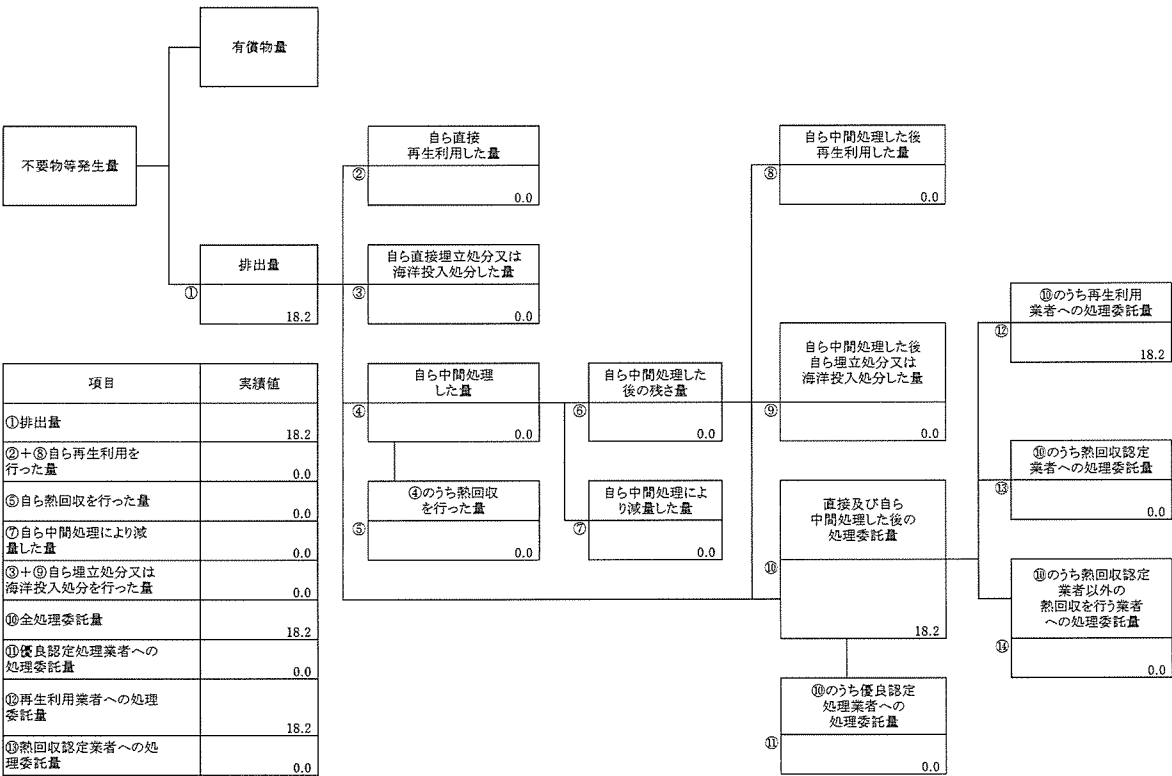 有償物量
不要物等発生量
排出量
①
18.2
自ら直接
再生利用した量
②
0.0
自ら直接埋立処分又は
海洋投入処分した量
③
0.0
自ら中間処理
した量
④
0.0
④のうち熱回収
を行った量
⑤
0.0
自ら中間処理した
後の残さ量
⑥
0.0
自ら中間処理によ
り減量した量
⑦
0.0
自ら中間処理した後
再生利用した量
⑧
0.0
自ら中間処理した後
自ら埋立処分又は
海洋投入処分した量
⑨
0.0
直接及び自ら
中間処理した後の
処理委託量
⑩
18.2
⑩のうち優良認定
処理業者への
処理委託量
⑪
0.0
⑩のうち再生利用
業者への処理委託量
⑫
18.2
⑩のうち熱回収認定
業者への処理委託量
⑬
0.0
⑩のうち熱回収認定
業者以外の
熱回収を行う業者
への処理委託量
⑭
0.0
項目 実績値
①排出量
18.2
②+⑧自ら再生利用を
行った量
0.0
⑤自ら熱回収を行った量
0.0
⑦自ら中間処理により減
量した量
0.0
③+⑨自ら埋立処分又は
海洋投入処分を行った量
0.0
⑩全処理委託量
18.2
⑪優良認定処理業者への
処理委託量
0.0
⑫再生利用業者への処理
委託量
18.2
⑬熱回収認定業者への処
理委託量
0.0